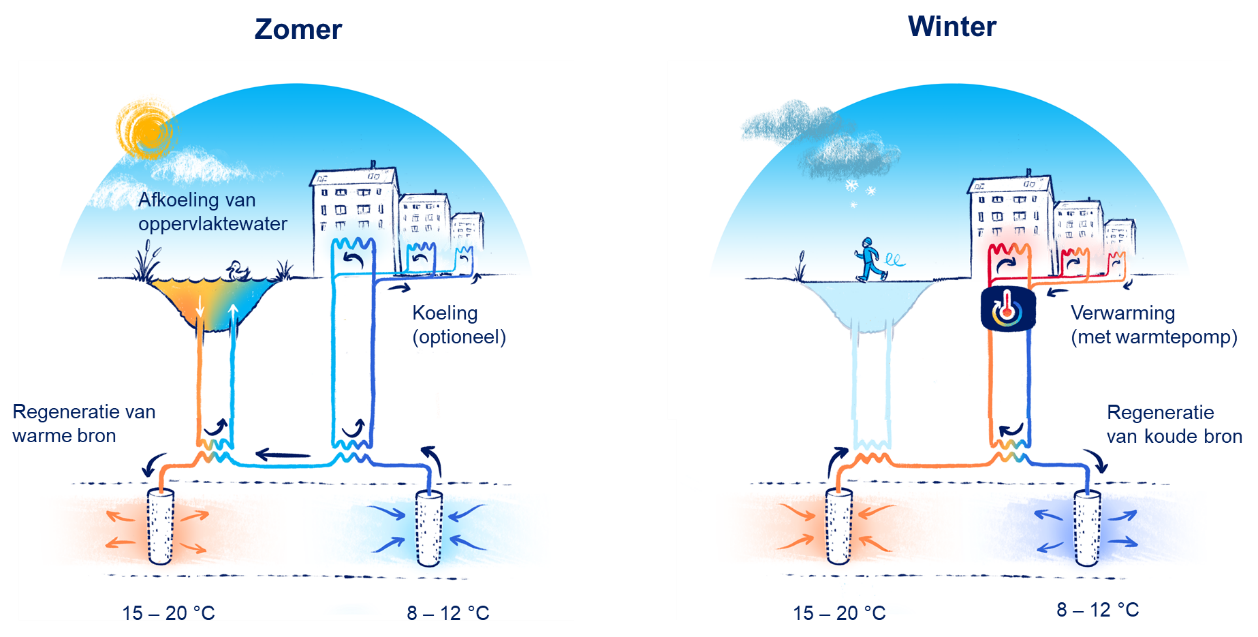 Zomer
Afkoeling van
oppervlaktewater
Koeling
(optioneel)
Regeneratie van
warme bron
15 – 20 °C
8 – 12 °C
Winter
Verwarming
(met warmtepomp)
Regeneratie
van koude bron
15 – 20 °C
8 – 12 °C